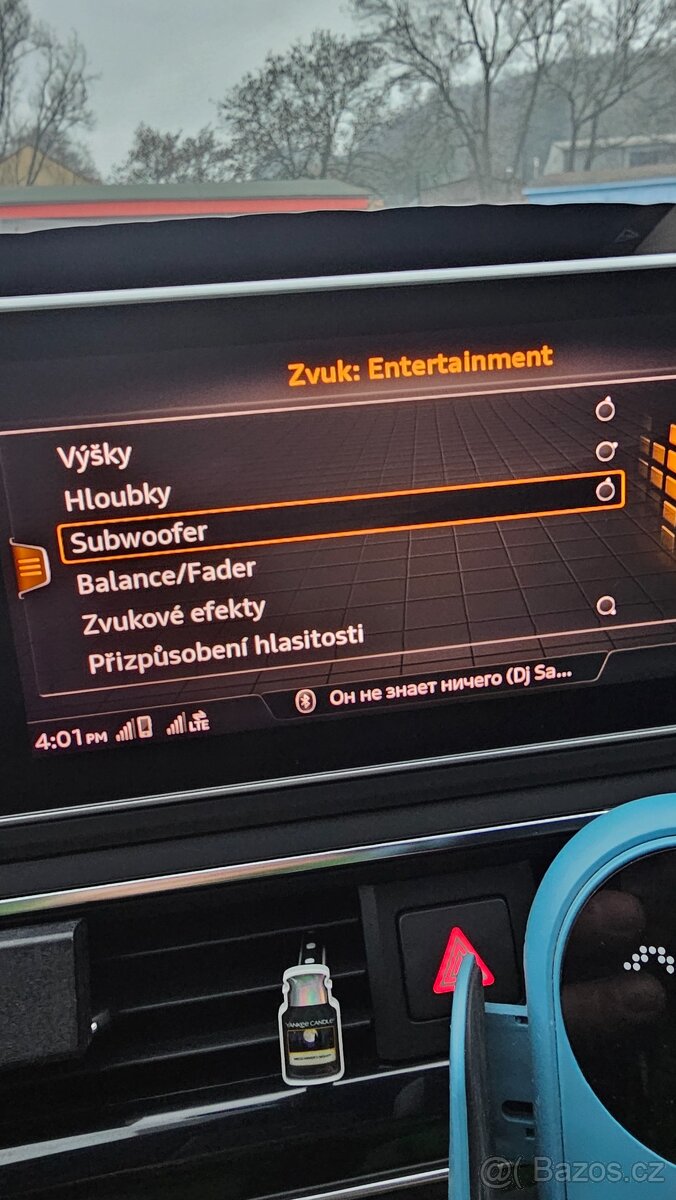 Zvuk: Entertainment
Výšky
Hloubky
Subwoofer
Balance/Fader
Zvukové efekty
Přizpůsobení hlasitosti
Он не знает ничего (Dj Sa...
4:01 PM LTE
YANKEE CANDLE
@( Bazos.cz